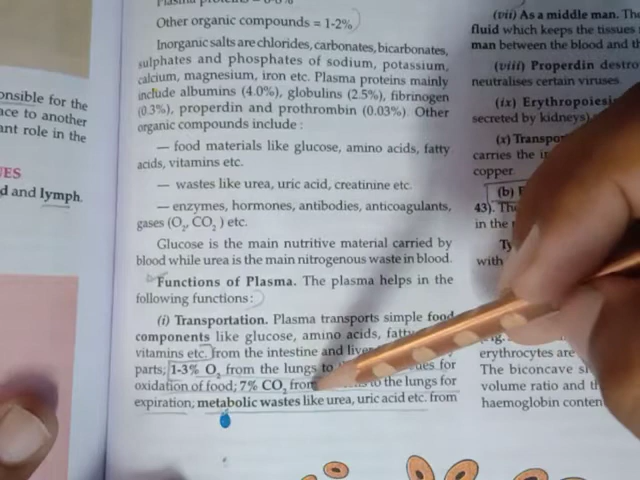 Other organic compounds = 1-2%
Inorganic salts are chlorides, carbonates, bicarbonates,
sulphates and phosphates of sodium, potassium,
calcium, magnesium, iron etc. Plasma proteins mainly
include albumins (4.0%), globulins (2.5%), fibrinogen
(0.3%), properdin and prothrombin (0.03%). Other
organic compounds include :
— food materials like glucose, amino acids, fatty
acids, vitamins etc.
— wastes like urea, uric acid, creatinine etc.
— enzymes, hormones, antibodies, anticoagulants,
gases (O2, CO2) etc.
Glucose is the main nutritive material carried by
blood while urea is the main nitrogenous waste in blood.
Functions of Plasma. The plasma helps in the
following functions:
(i) Transportation. Plasma transports simple food
components like glucose, amino acids, fatty
vitamins etc. from the intestine and liver
parts; 1-3% O2 from the lungs to for
oxidation of food; 7% CO2 from to the lungs for
expiration; metabolic wastes like urea, uric acid etc. from
for the
to another
role in the
and lymph.
(vii) As a middle man.
fluid which keeps the tissues
man between the blood and
(viii) Properdin
neutralises certain viruses.
(ix)
secreted by kidneys)
(x)
carries the
copper.
(b)
43).
in the
with
erythrocytes are
The biconcave
volume ratio and
haemoglobin